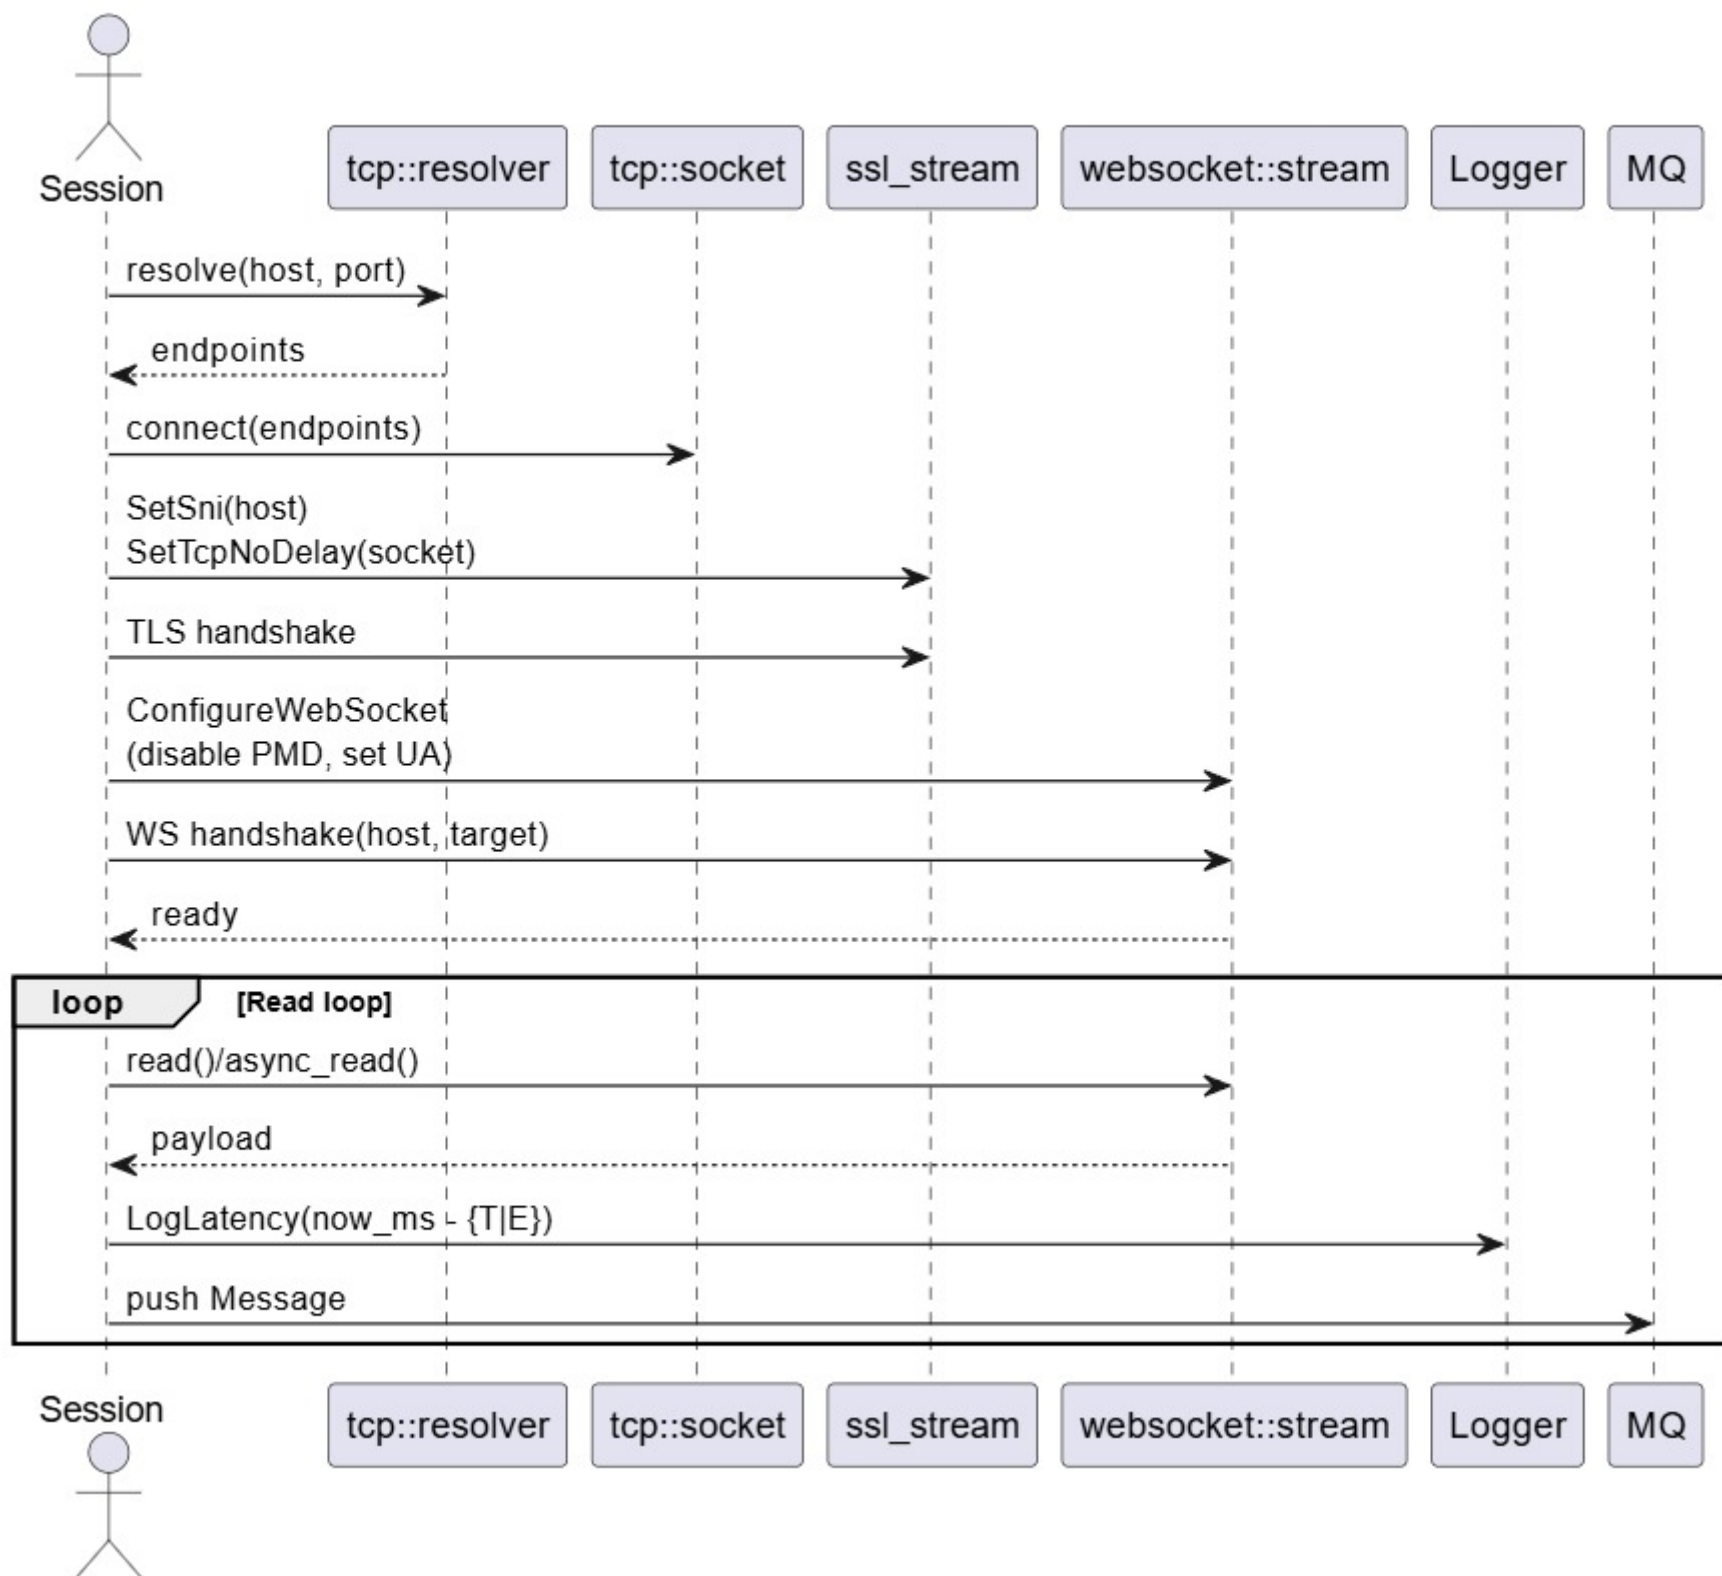 Session
tcp::resolver
tcp::socket
ssl_stream
websocket::stream
Logger
MQ
resolve(host, port)
endpoints
connect(endpoints)
SetSni(host)
SetTcpNoDelay(socket)
TLS handshake
ConfigureWebSocket
(disable PMD, set UA)
WS handshake(host, target)
ready
loop
[Read loop]
read()/async_read()
payload
LogLatency(now_ms - {T|E})
push Message
Session
tcp::resolver
tcp::socket
ssl_stream
websocket::stream
Logger
MQ